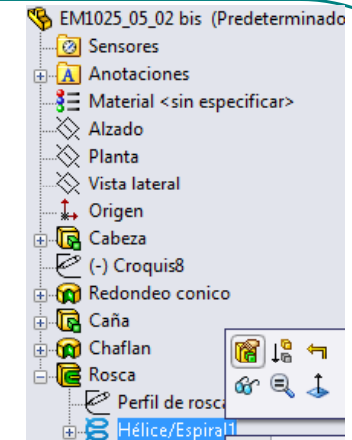 EM1025_05_02 bis (Predeterminado
Sensores
Anotaciones
Material <sin especificar>
Alzado
Planta
Vista lateral
Origen
Cabeza
(-) Croquis8
Redondeo conico
Caña
Chaflan
Rosca
Perfil de rosca
Hélice/Espiral1